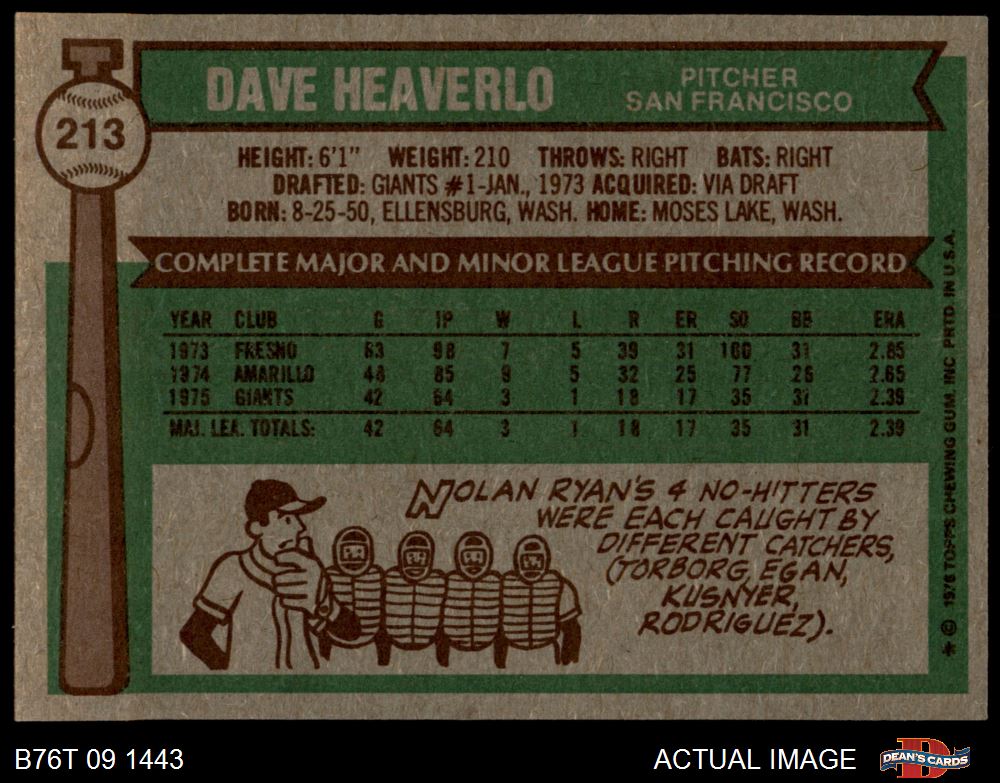 213
DAVE HEAVERLO
PITCHER
SAN FRANCISCO
HEIGHT: 6'1" WEIGHT: 210 THROWS: RIGHT BATS: RIGHT
DRAFTED: GIANTS #1-JAN., 1973 ACQUIRED: VIA DRAFT
BORN: 8-25-50, ELLENSBURG, WASH. HOME: MOSES LAKE, WASH.
COMPLETE MAJOR AND MINOR LEAGUE PITCHING RECORD
YEAR CLUB G IP W L R ER SO BB ERA
1973 FRESNO 63 98 7 5 39 31 100 31 2.85
1974 AMARILLO 48 85 9 5 32 25 77 26 2.65
1975 GIANTS 42 64 3 1 18 17 35 31 2.39
MAJ. LEA. TOTALS: 42 64 3 1 18 17 35 31 2.39
NOLAN RYAN'S 4 NO-HITTERS
WERE EACH CAUGHT BY
DIFFERENT CATCHERS,
(TORBORG, EGAN,
KUSNYER,
RODRIGUEZ).
* © 1976 TOPPS CHEWING GUM, INC PRTD. IN U.S.A.
B76T 09 1443
ACTUAL IMAGE
DEAN'S CARDS